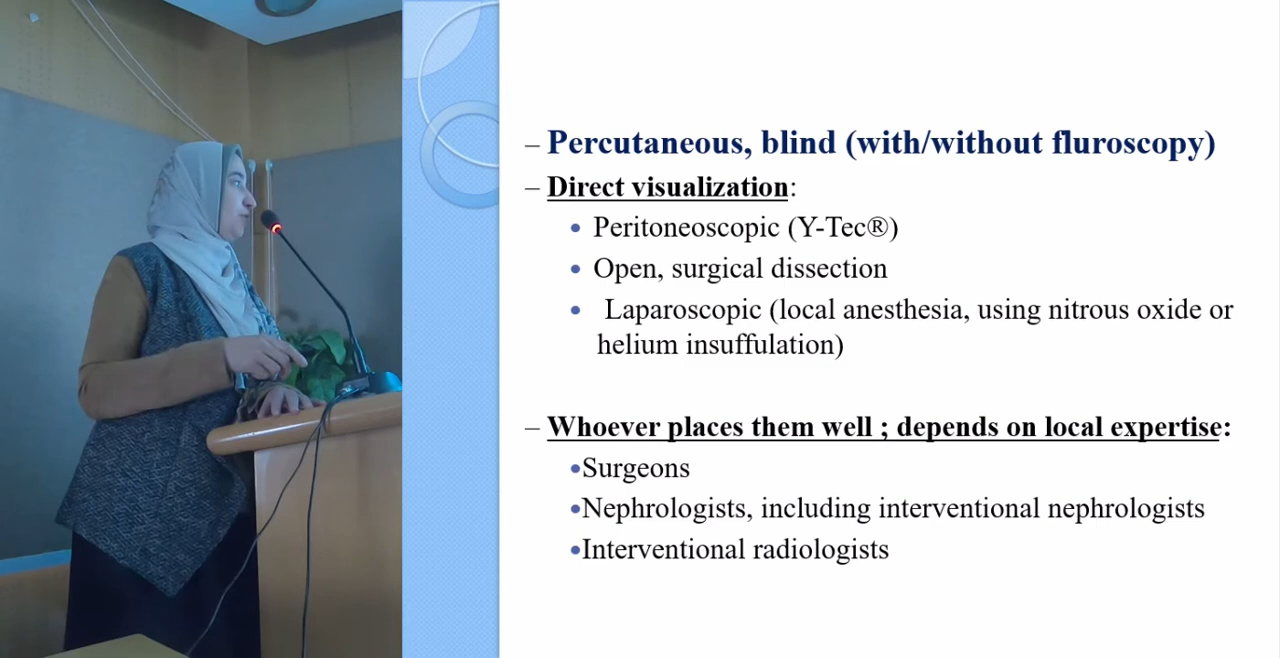 – Percutaneous, blind (with/without fluroscopy)
– Direct visualization:
• Peritoneoscopic (Y-Tec®)
• Open, surgical dissection
• Laparoscopic (local anesthesia, using nitrous oxide or
helium insuffulation)
– Whoever places them well ; depends on local expertise:
•Surgeons
•Nephrologists, including interventional nephrologists
•Interventional radiologists